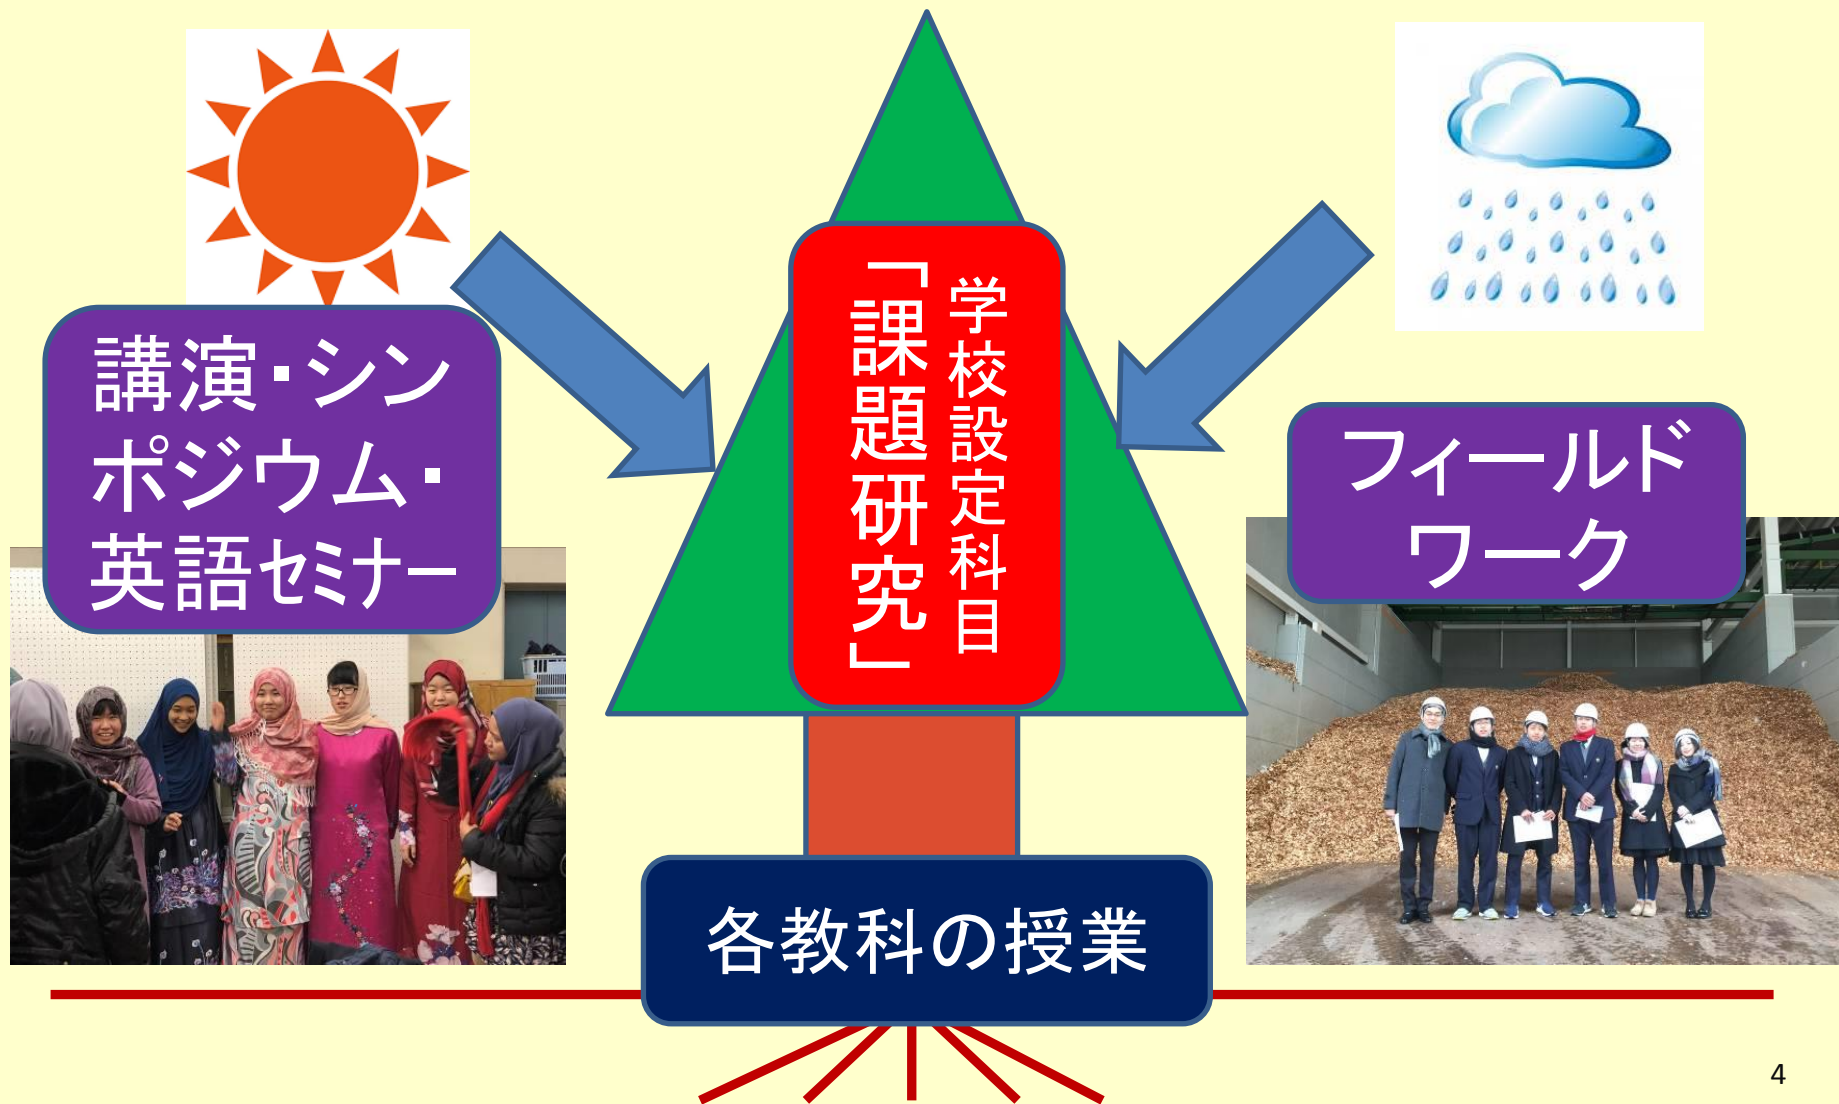 学校設定科目
「課題研究」
講演・シン
ポジウム・
英語セミナー
フィールド
ワーク
各教科の授業
4